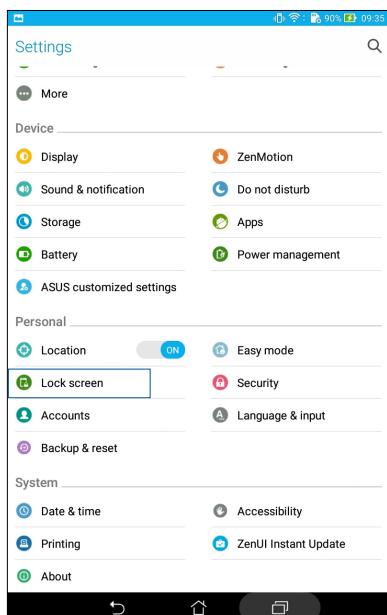 90% 09:35
Settings
More
Device
Display ZenMotion
Sound & notification Do not disturb
Storage Apps
Battery Power management
ASUS customized settings
Personal
Location ON Easy mode
Lock screen Security
Accounts Language & input
Backup & reset
System
Date & time Accessibility
Printing ZenUI Instant Update
About